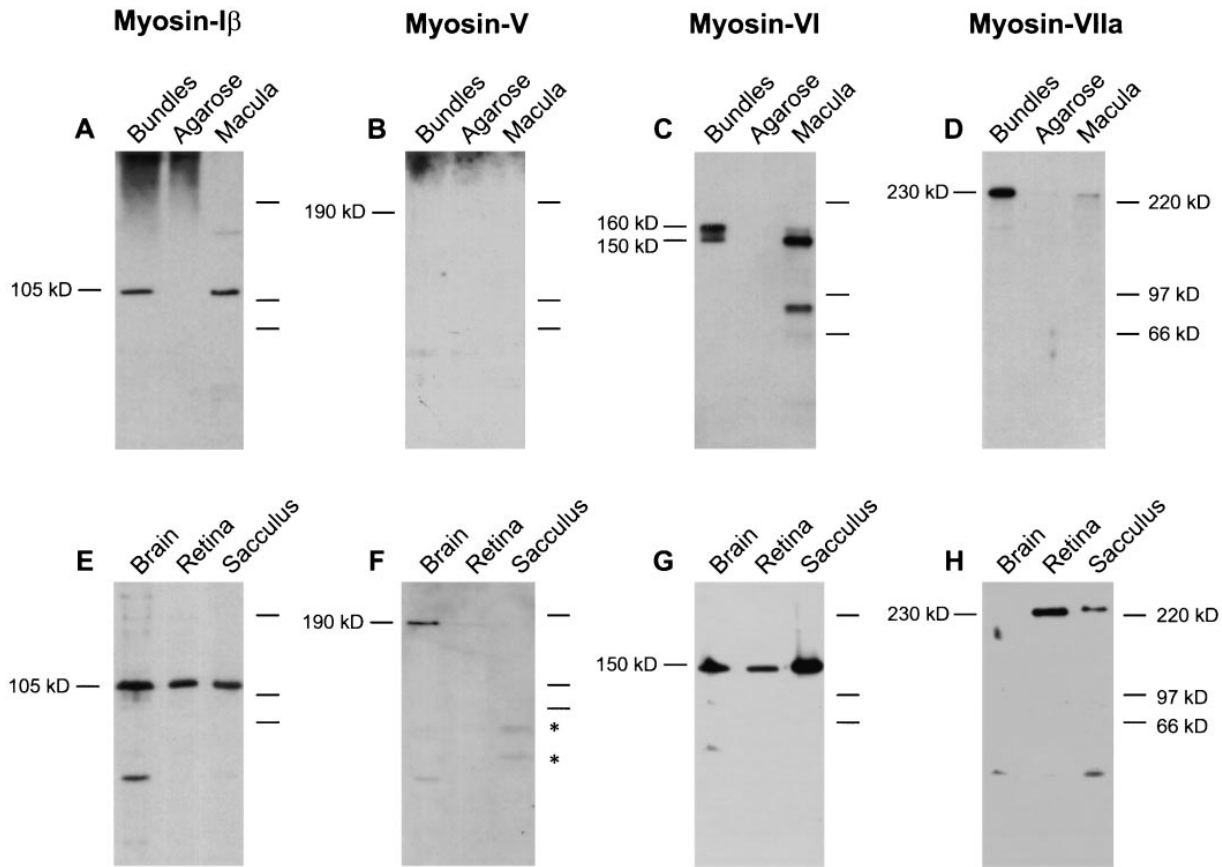 Myosin-Iβ Myosin-V Myosin-VI Myosin-VIIa
A Bundles Agarose Macula B Bundles Agarose Macula C Bundles Agarose Macula D Bundles Agarose Macula
105 kD
190 kD
160 kD
150 kD
230 kD
220 kD
97 kD
66 kD
E Brain Retina Sacculus F Brain Retina Sacculus G Brain Retina Sacculus H Brain Retina Sacculus
105 kD
190 kD
*
*
150 kD
230 kD
220 kD
97 kD
66 kD